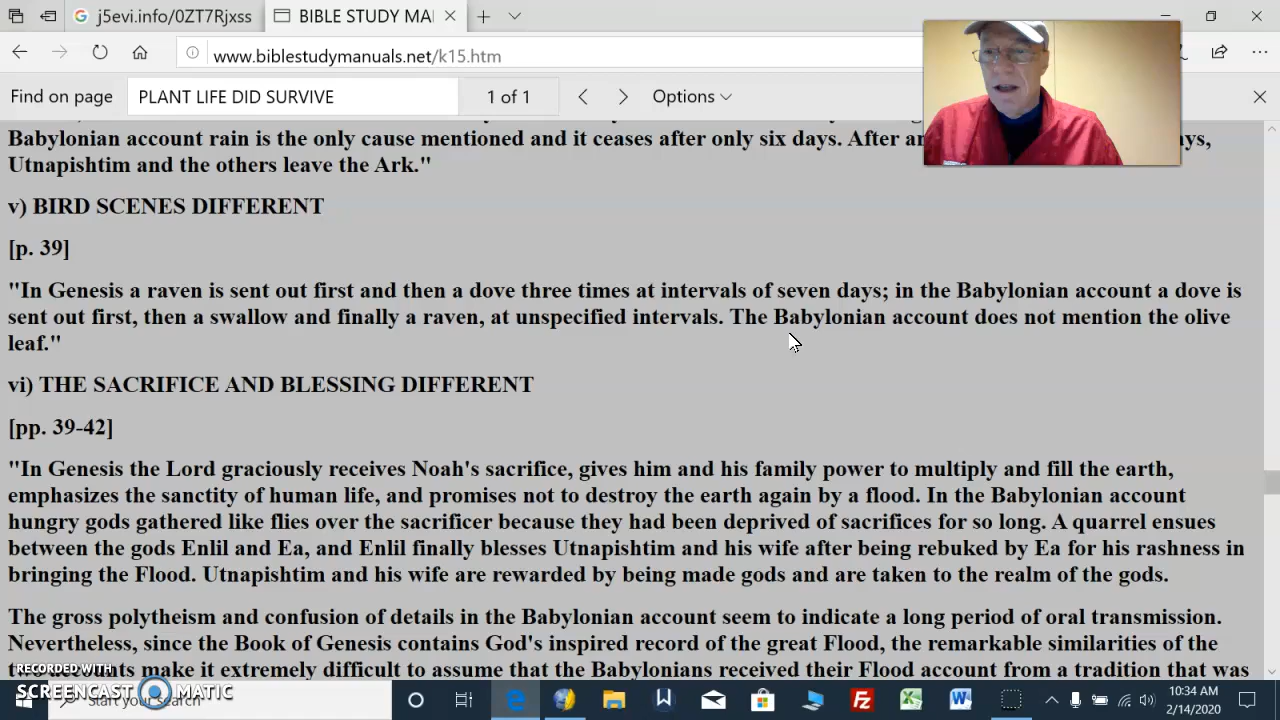 j5evi.info/0ZT7Rjxss
BIBLE STUDY MA
www.biblestudymanuals.net/k15.htm
Find on page
PLANT LIFE DID SURVIVE
1 of 1
Options
Babylonian account rain is the only cause mentioned and it ceases after only six days. After
Utnapishtim and the others leave the Ark."
v) BIRD SCENES DIFFERENT
[p. 39]
"In Genesis a raven is sent out first and then a dove three times at intervals of seven days; in the Babylonian account a dove is
sent out first, then a swallow and finally a raven, at unspecified intervals. The Babylonian account does not mention the olive
leaf."
vi) THE SACRIFICE AND BLESSING DIFFERENT
[pp. 39-42]
"In Genesis the Lord graciously receives Noah's sacrifice, gives him and his family power to multiply and fill the earth,
emphasizes the sanctity of human life, and promises not to destroy the earth again by a flood. In the Babylonian account
hungry gods gathered like flies over the sacrificer because they had been deprived of sacrifices for so long. A quarrel ensues
between the gods Enlil and Ea, and Enlil finally blesses Utnapishtim and his wife after being rebuked by Ea for his rashness in
bringing the Flood. Utnapishtim and his wife are rewarded by being made gods and are taken to the realm of the gods.
The gross polytheism and confusion of details in the Babylonian account seem to indicate a long period of oral transmission.
Nevertheless, since the Book of Genesis contains God's inspired record of the great Flood, the remarkable similarities of the
make it extremely difficult to assume that the Babylonians received their Flood account from a tradition that was
RECORDED WITH
SCREENCAST MATIC
start your search
10:34 AM
2/14/2020